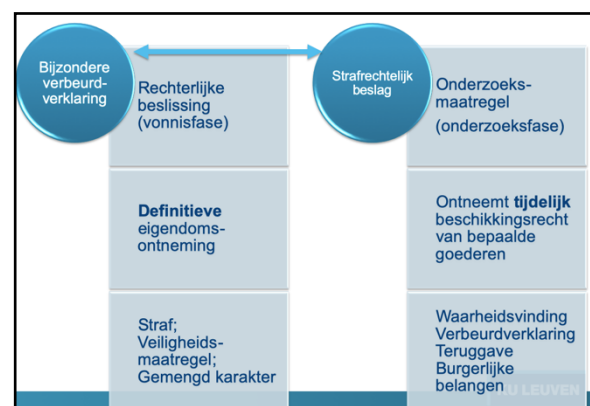 Bijzondere
verbeurd-
verklaring
Rechterlijke
beslissing
(vonnisfase)
Definitieve
eigendoms-
ontneming
Straf;
Veiligheids-
maatregel;
Gemengd karakter
Strafrechtelijk
beslag
Onderzoeks-
maatregel
(onderzoeksfase)
Ontneemt tijdelijk
beschikkingsrecht
van bepaalde
goederen
Waarheidsvinding
Verbeurdverklaring
Teruggave
Burgerlijke
belangen
KU LEUVEN